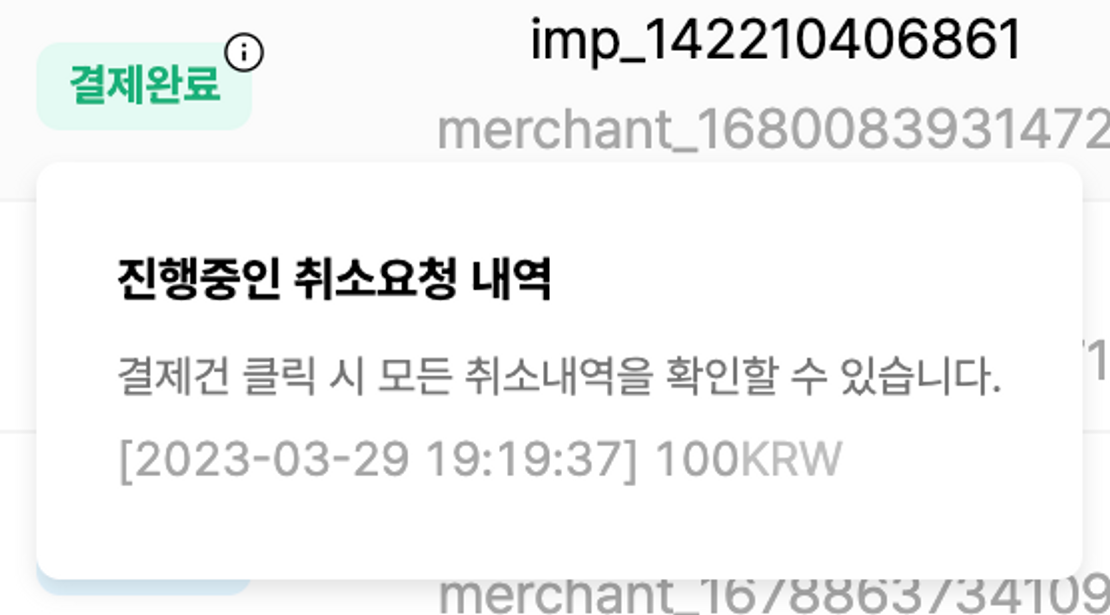 결제완료
imp_142210406861
merchant_1680083931472
진행중인 취소요청 내역
결제건 클릭 시 모든 취소내역을 확인할 수 있습니다.
[2023-03-29 19:19:37] 100KRW
merchant_1678863734109